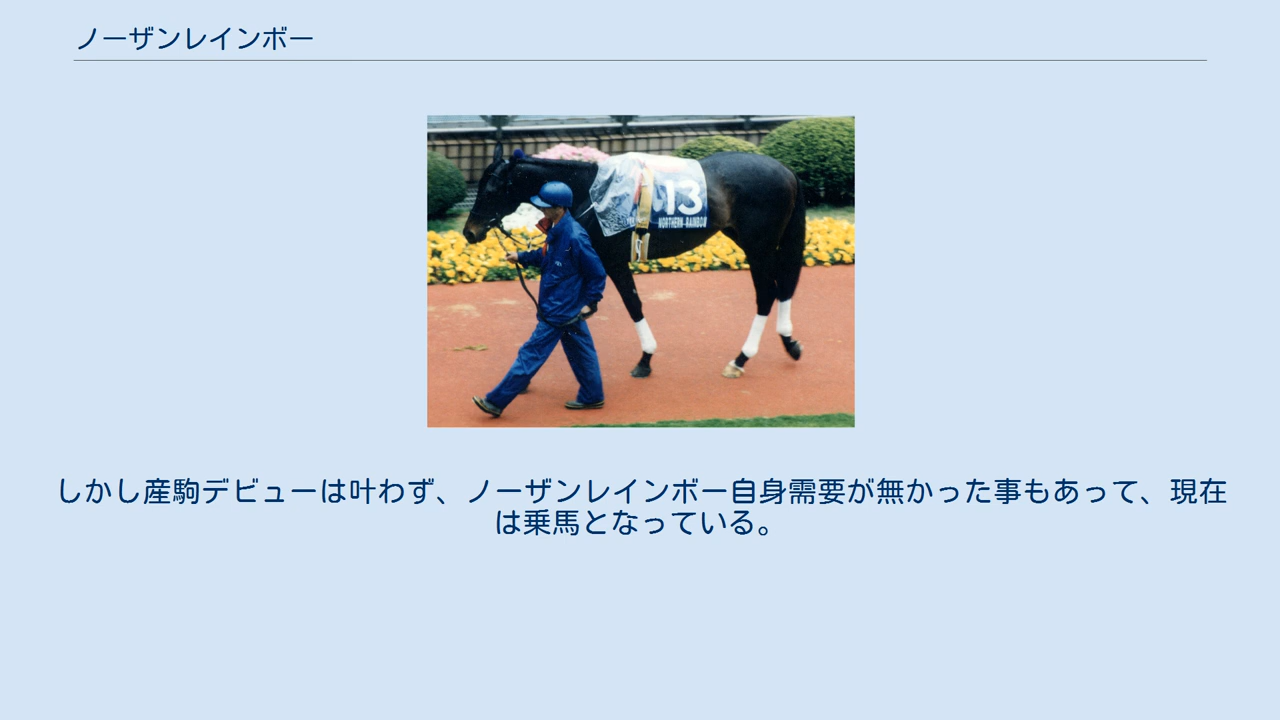 ノーザンレインボー
13
NORTHERN-RAINBOW
しかし産駒デビューは叶わず、ノーザンレインボー自身需要が無かった事もあって、現在
は乗馬となっている。